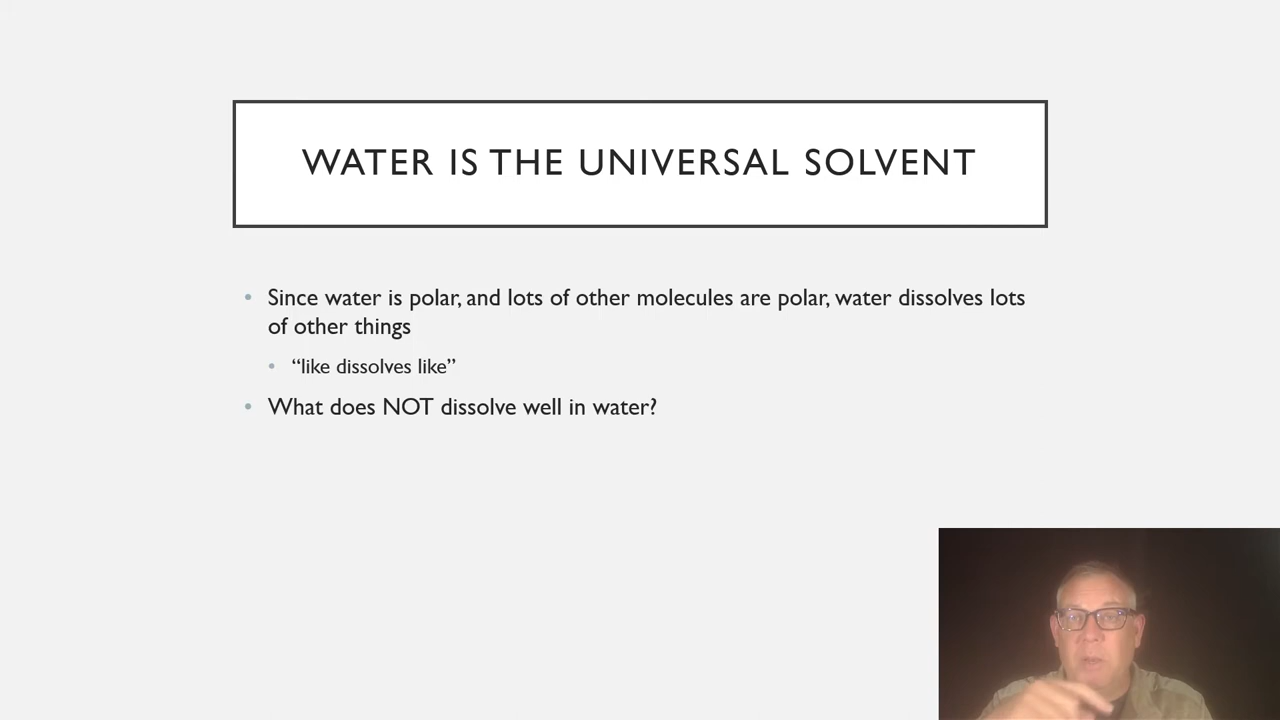 WATER IS THE UNIVERSAL SOLVENT
• Since water is polar, and lots of other molecules are polar, water dissolves lots
of other things
• “like dissolves like”
• What does NOT dissolve well in water?